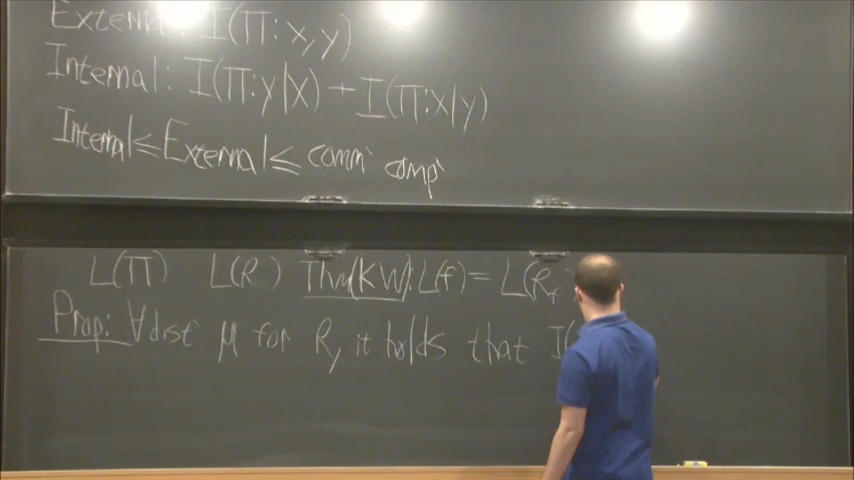 External: I(Π:x,y)
Internal: I(Π:y|x) + I(Π:x|y)
Internal ≤ External ≤ comm' comp'
L(Π) L(R) Thm(KW): L(f) = L(R_f)
Prop: ∀dist' μ for R, it holds that I(